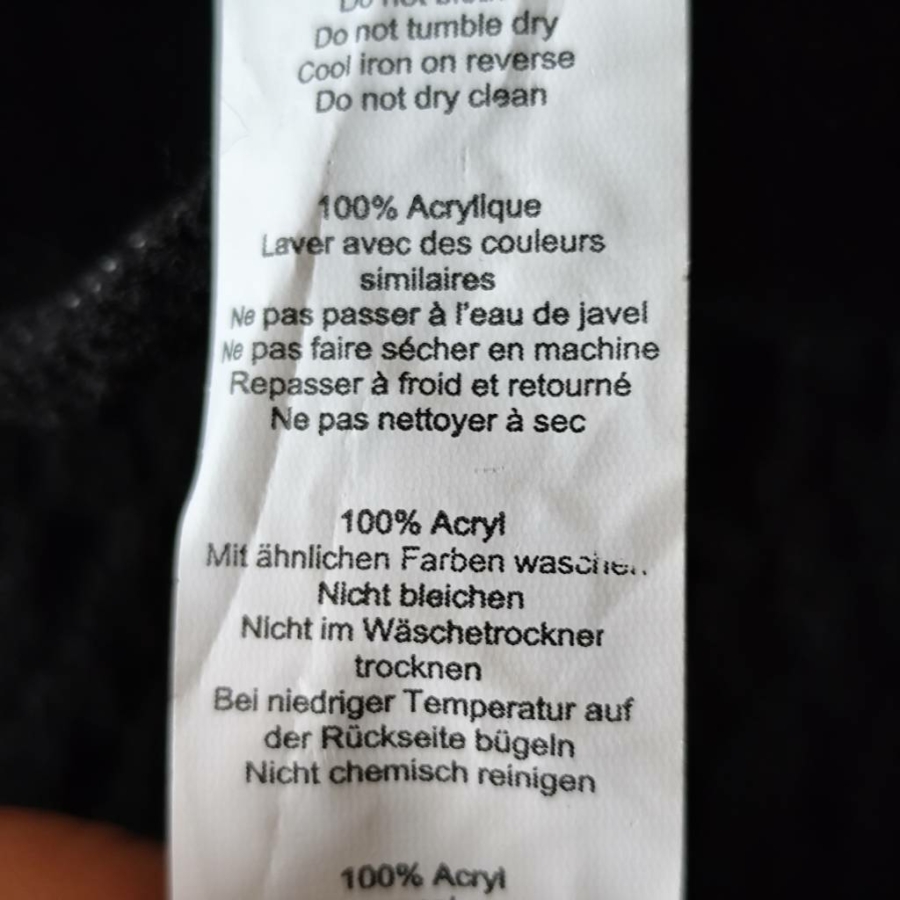 Do not
Do not tumble dry
Cool iron on reverse
Do not dry clean
100% Acrylique
Laver avec des couleurs
similaires
Ne pas passer à l'eau de javel
Ne pas faire sécher en machine
Repasser à froid et retourné
Ne pas nettoyer à sec
100% Acryl
Mit ähnlichen Farben waschen.
Nicht bleichen
Nicht im Wäschetrockner
trocknen
Bei niedriger Temperatur auf
der Rückseite bügeln
Nicht chemisch reinigen
100% Acryl